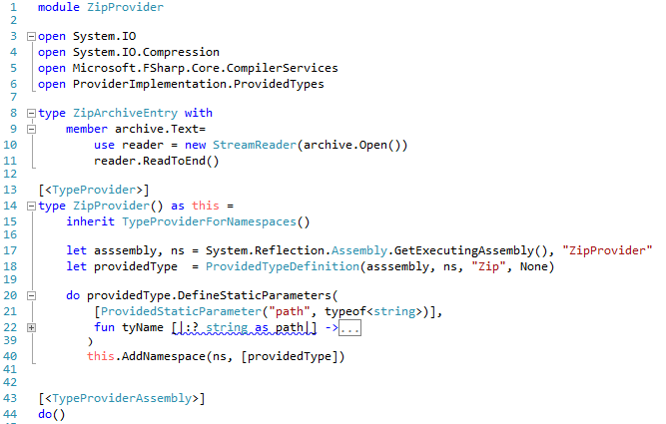 1 module ZipProvider
2
3 open System.IO
4 open System.IO.Compression
5 open Microsoft.FSharp.Core.CompilerServices
6 open ProviderImplementation.ProvidedTypes
7
8 type ZipArchiveEntry with
9 member archive.Text=
10 use reader = new StreamReader(archive.Open())
11 reader.ReadToEnd()
12
13 [<TypeProvider>]
14 type ZipProvider() as this =
15 inherit TypeProviderForNamespaces()
16
17 let asssembly, ns = System.Reflection.Assembly.GetExecutingAssembly(), "ZipProvider"
18 let providedType = ProvidedTypeDefinition(asssembly, ns, "Zip", None)
19
20 do providedType.DefineStaticParameters(
21 [ProvidedStaticParameter("path", typeof<string>)],
22 fun tyName [|:? string as path|] ->...
39 )
40 this.AddNamespace(ns, [providedType])
41
42
43 [<TypeProviderAssembly>]
44 do()